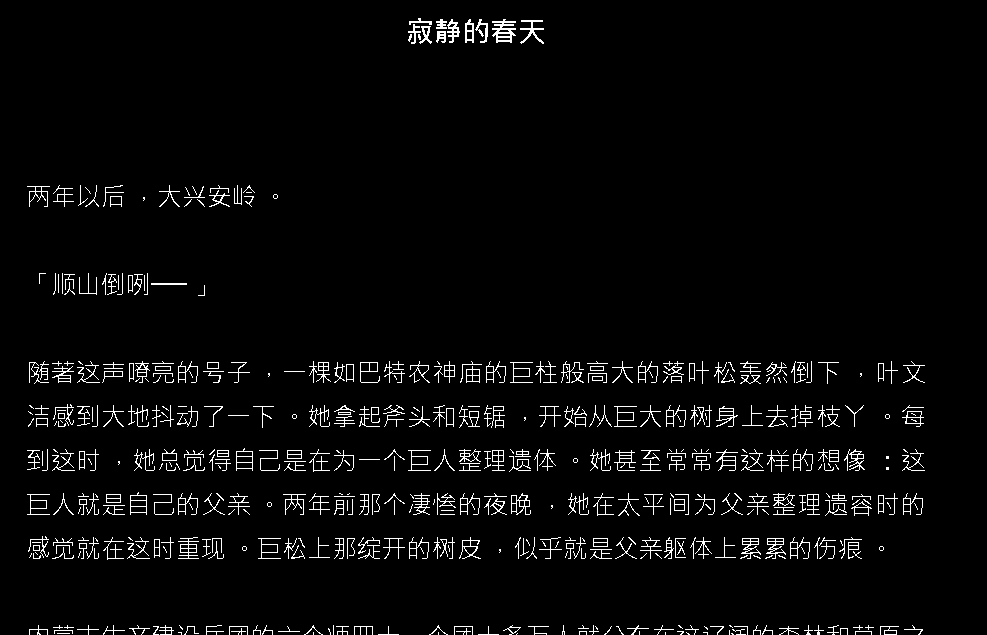 寂静的春天
两年以后，大兴安岭。
「顺山倒咧——」
随著这声嘹亮的号子，一棵如巴特农神庙的巨柱般高大的落叶松轰然倒下，叶文
洁感到大地抖动了一下。她拿起斧头和短锯，开始从巨大的树身上去掉枝丫。每
到这时，她总觉得自己是在为一个巨人整理遗体。她甚至常常有这样的想像：这
巨人就是自己的父亲。两年前那个凄惨的夜晚，她在太平间为父亲整理遗容时的
感觉就在这时重现。巨松上那绽开的树皮，似乎就是父亲躯体上累累的伤痕。